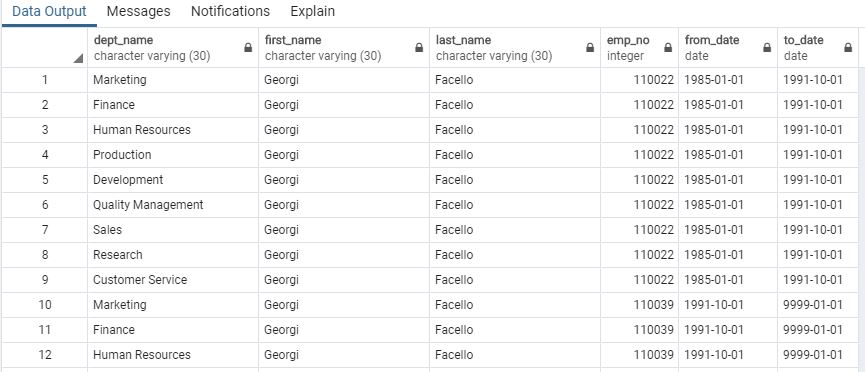 Data Output Messages Notifications Explain
dept_name first_name last_name emp_no from_date to_date
character varying (30) character varying (30) character varying (30) integer date date
1 Marketing Georgi Facello 110022 1985-01-01 1991-10-01
2 Finance Georgi Facello 110022 1985-01-01 1991-10-01
3 Human Resources Georgi Facello 110022 1985-01-01 1991-10-01
4 Production Georgi Facello 110022 1985-01-01 1991-10-01
5 Development Georgi Facello 110022 1985-01-01 1991-10-01
6 Quality Management Georgi Facello 110022 1985-01-01 1991-10-01
7 Sales Georgi Facello 110022 1985-01-01 1991-10-01
8 Research Georgi Facello 110022 1985-01-01 1991-10-01
9 Customer Service Georgi Facello 110022 1985-01-01 1991-10-01
10 Marketing Georgi Facello 110039 1991-10-01 9999-01-01
11 Finance Georgi Facello 110039 1991-10-01 9999-01-01
12 Human Resources Georgi Facello 110039 1991-10-01 9999-01-01